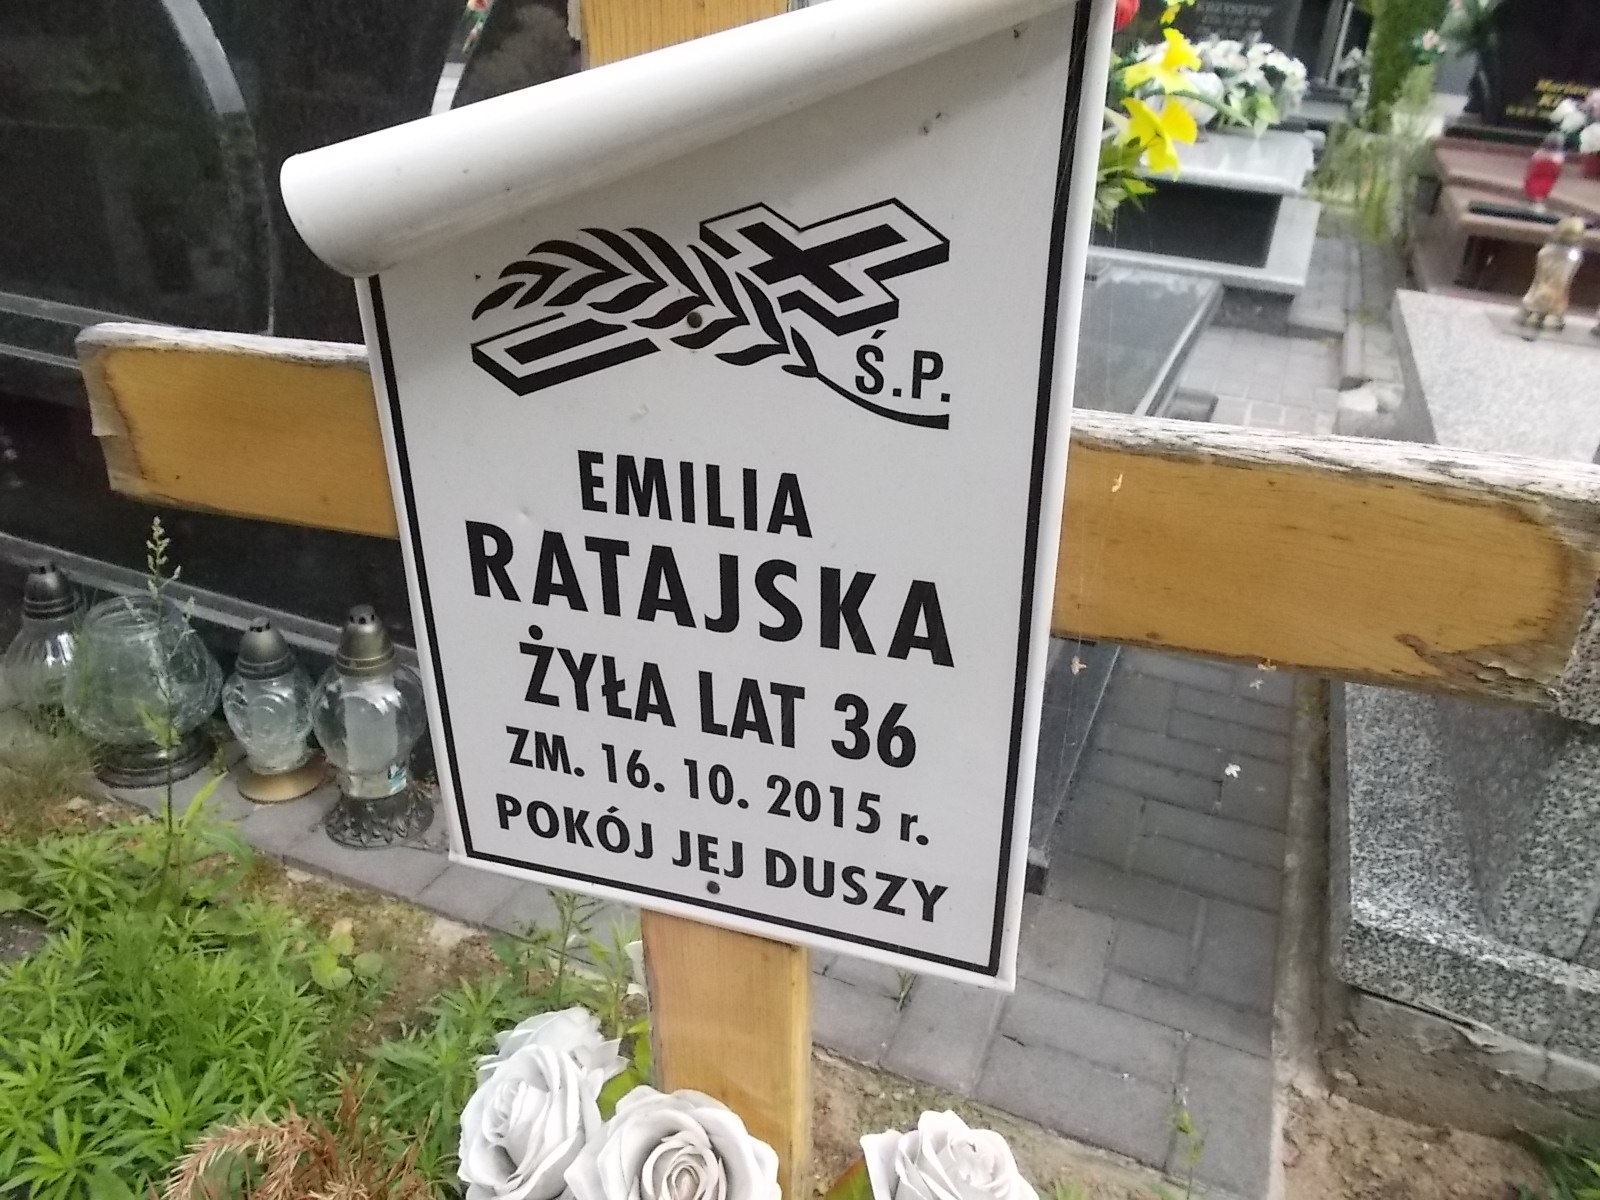 Ś.P.
EMILIA
RATAJSKA
ŻYŁA LAT 36
ZM. 16. 10. 2015 r.
POKÓJ JEJ DUSZY